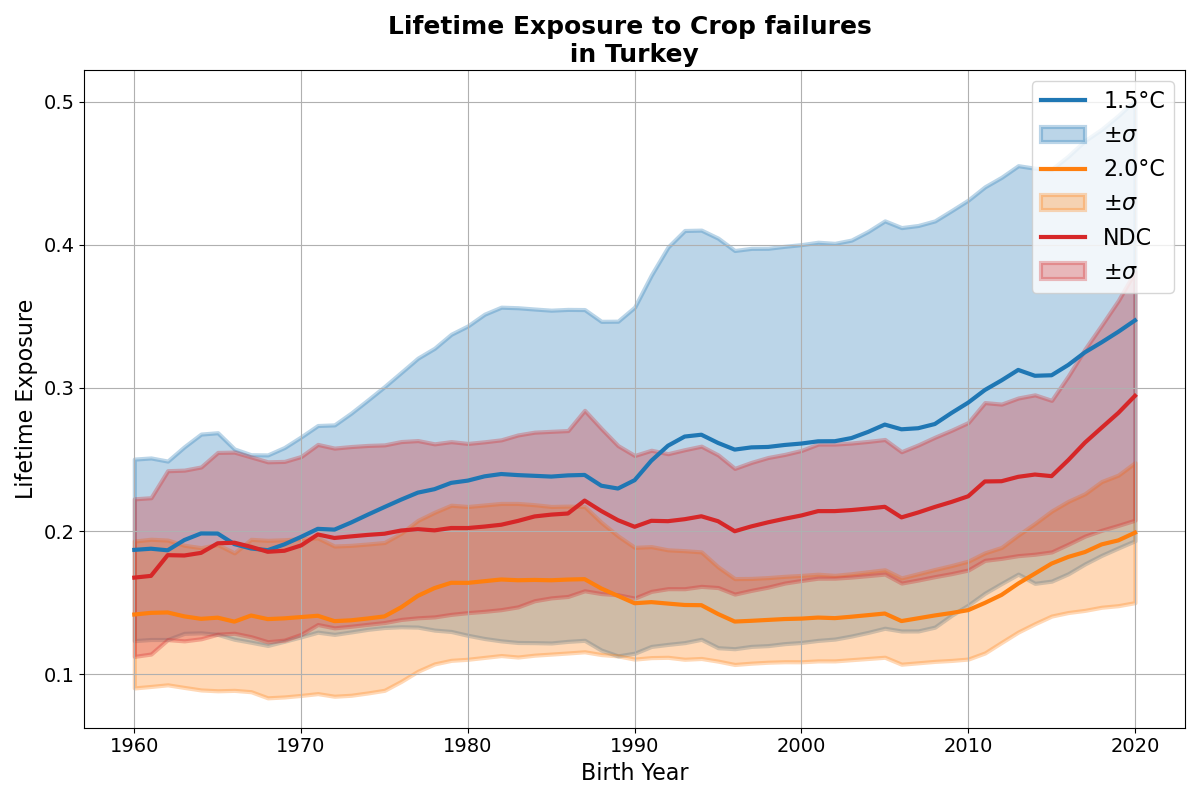 Lifetime Exposure to Crop failures
in Turkey
Lifetime Exposure
0.5
0.4
0.3
0.2
0.1
1.5°C
±σ
2.0°C
±σ
NDC
±σ
1960 1970 1980 1990 2000 2010 2020
Birth Year